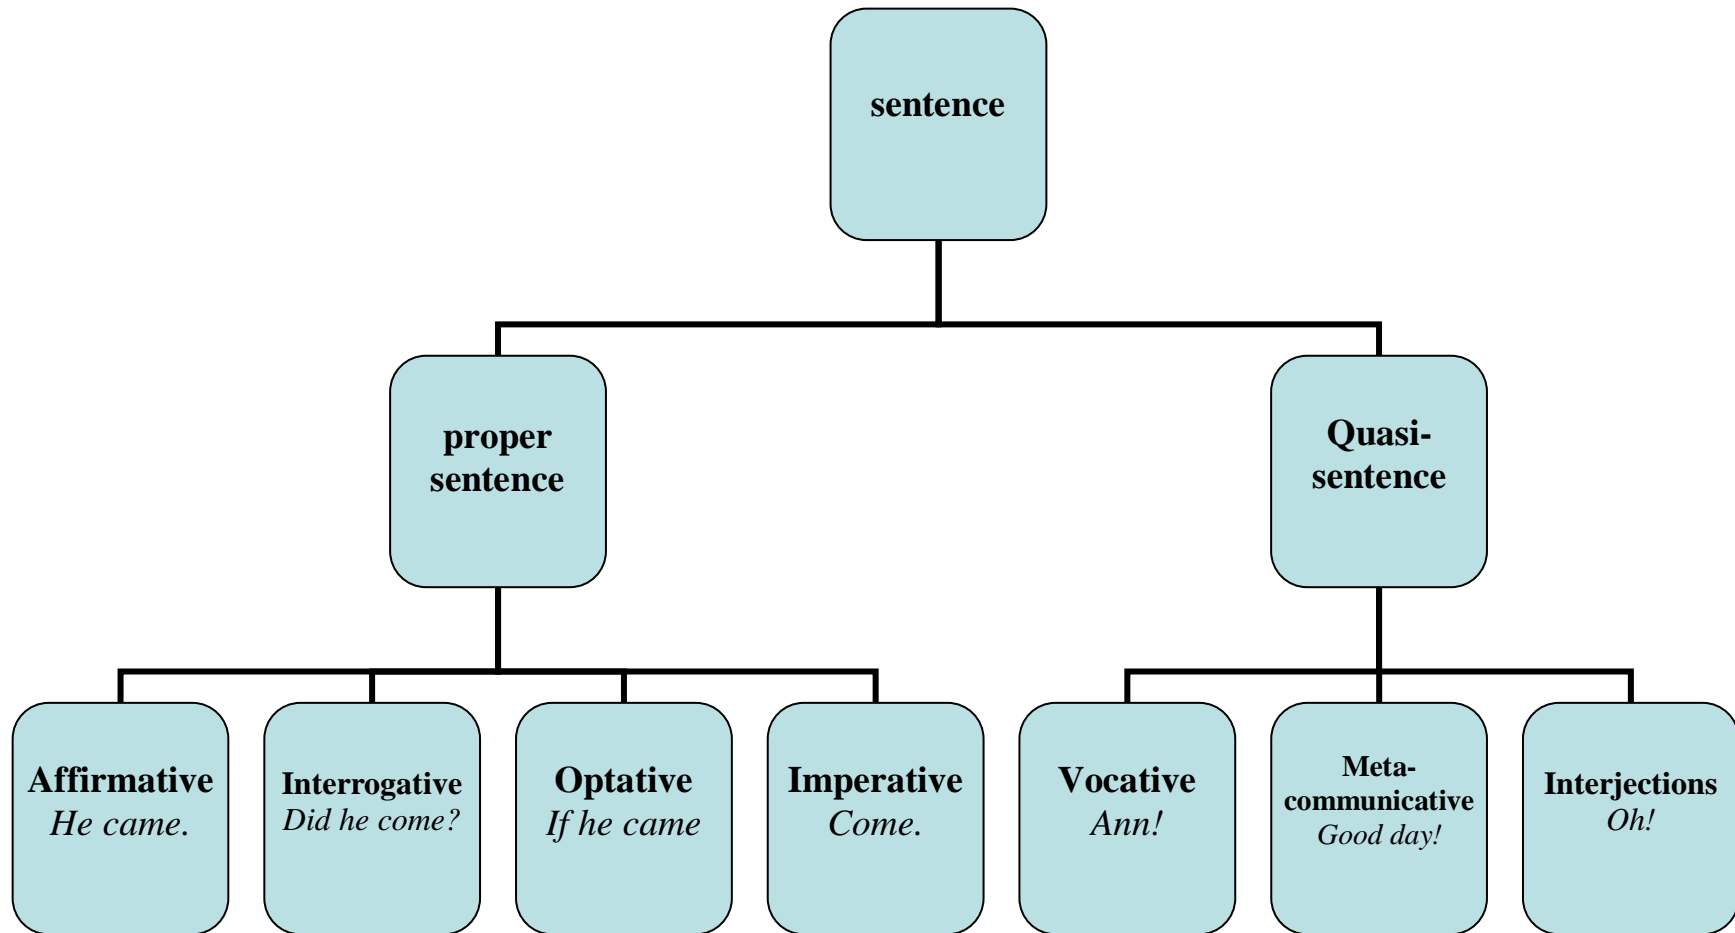 sentence
proper
sentence
Quasi-
sentence
Affirmative
He came.
Interrogative
Did he come?
Optative
If he came
Imperative
Come.
Vocative
Ann!
Meta-
communicative
Good day!
Interjections
Oh!